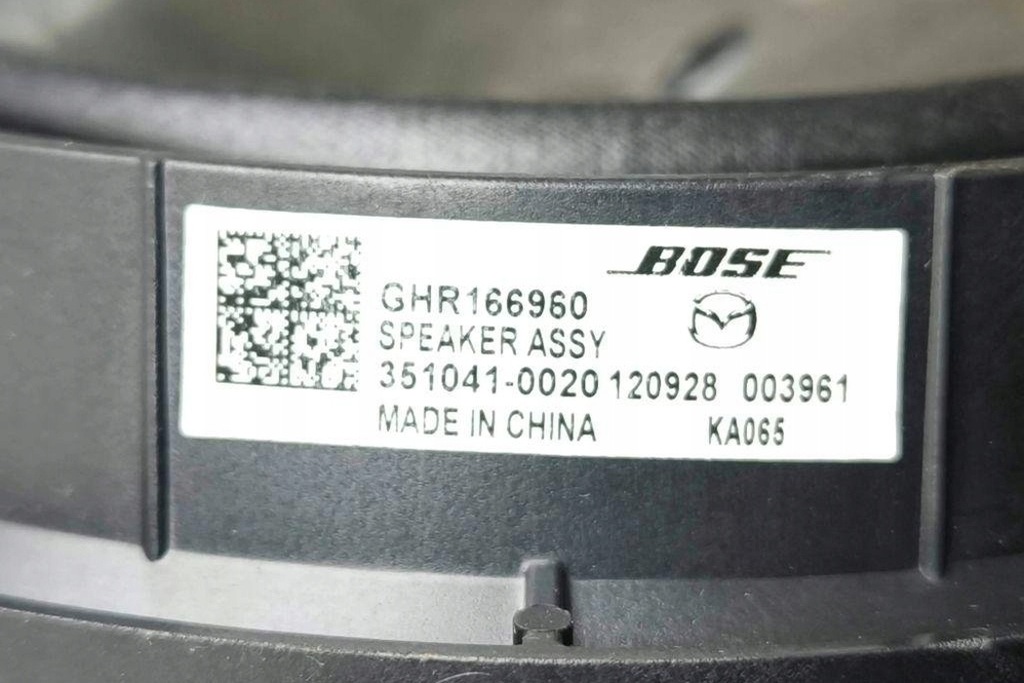 BOSE
GHR166960
SPEAKER ASSY
351041-0020 120928 003961
MADE IN CHINA KA065